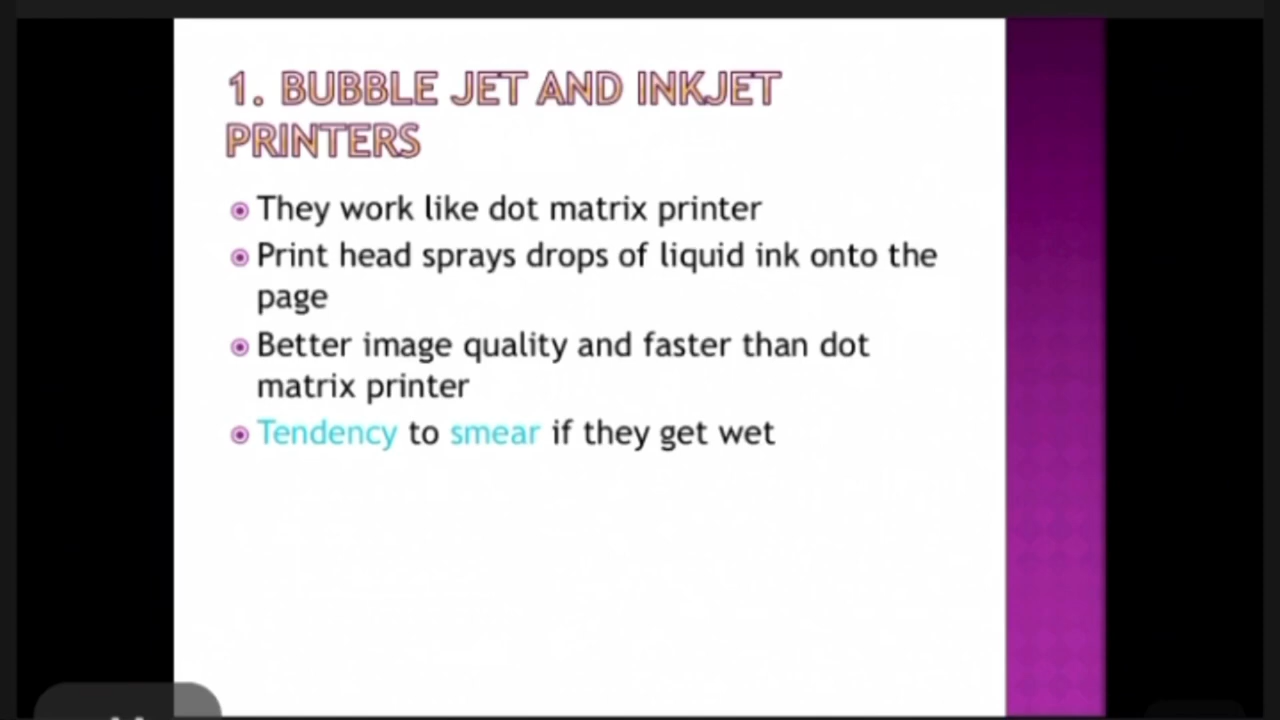 1. BUBBLE JET AND INKJET
PRINTERS
They work like dot matrix printer
Print head sprays drops of liquid ink onto the
page
Better image quality and faster than dot
matrix printer
Tendency to smear if they get wet